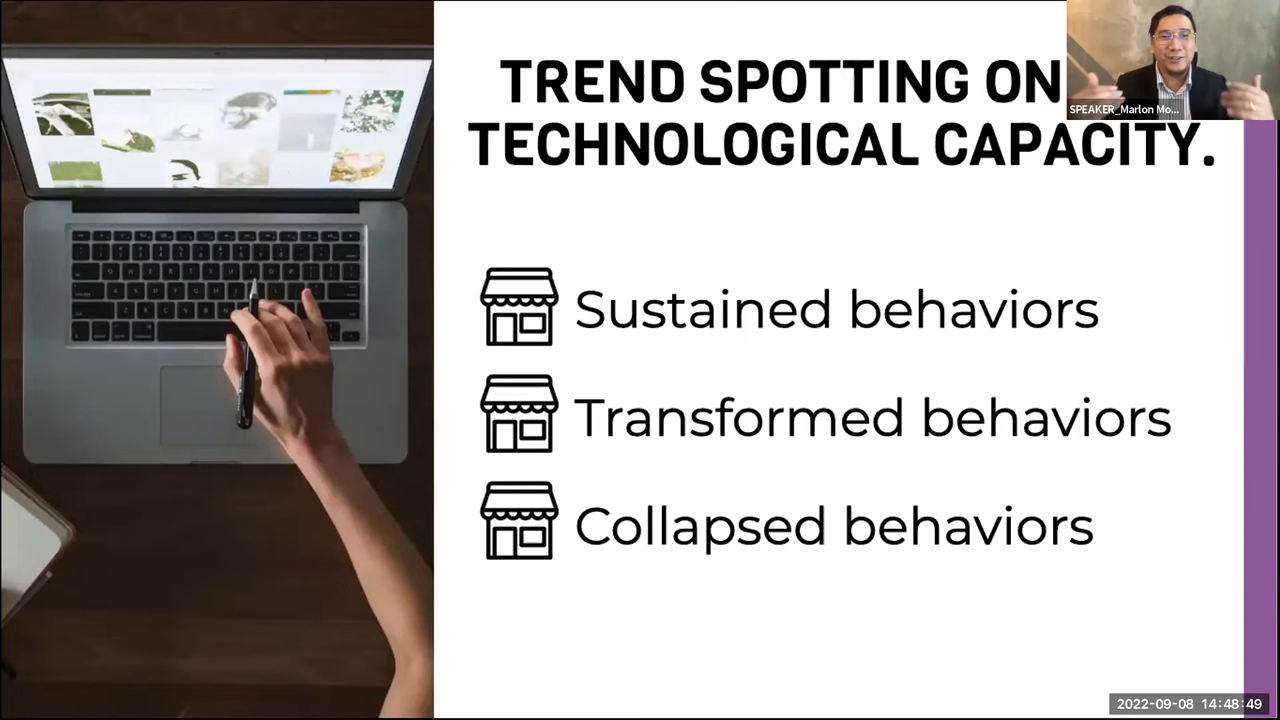 TREND SPOTTING ON
TECHNOLOGICAL CAPACITY.
SPEAKER_Marlon Mo...
Sustained behaviors
Transformed behaviors
Collapsed behaviors
2022-09-08 14:48:49